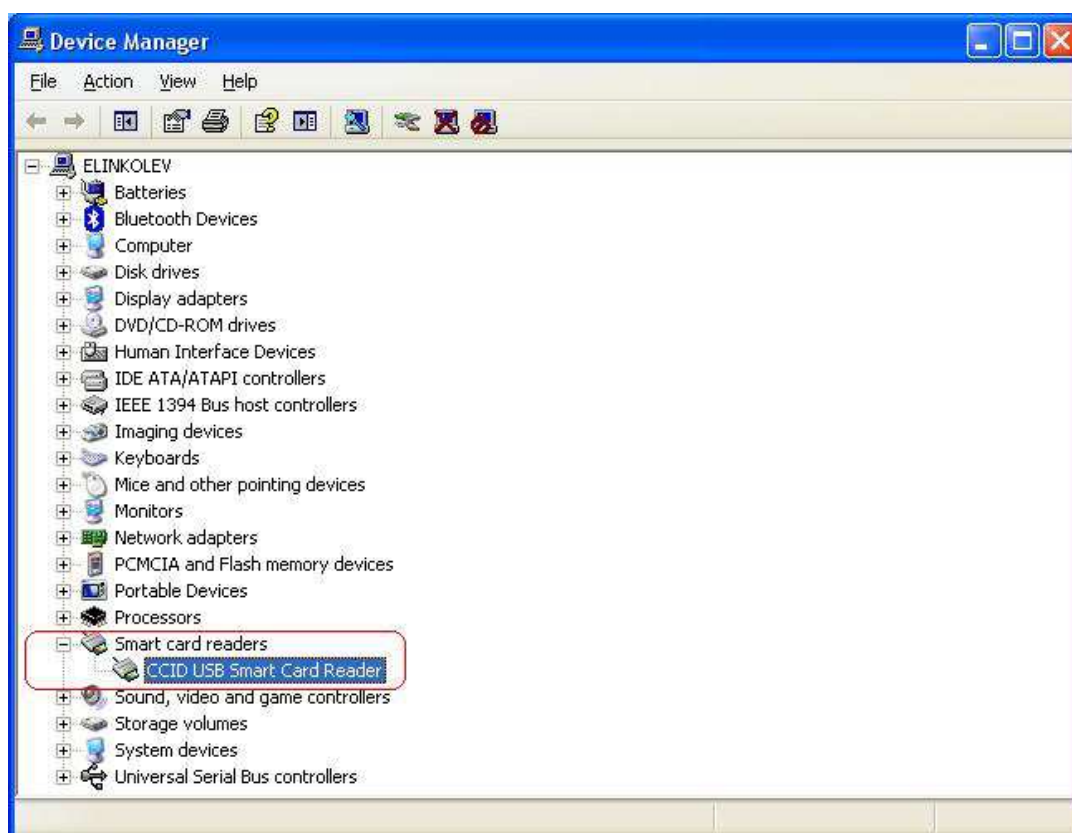 Device Manager
File Action View Help
ELINKOLEV
Batteries
Bluetooth Devices
Computer
Disk drives
Display adapters
DVD/CD-ROM drives
Human Interface Devices
IDE ATA/ATAPI controllers
IEEE 1394 Bus host controllers
Imaging devices
Keyboards
Mice and other pointing devices
Monitors
Network adapters
PCMCIA and Flash memory devices
Portable Devices
Processors
Smart card readers
CCID USB Smart Card Reader
Sound, video and game controllers
Storage volumes
System devices
Universal Serial Bus controllers